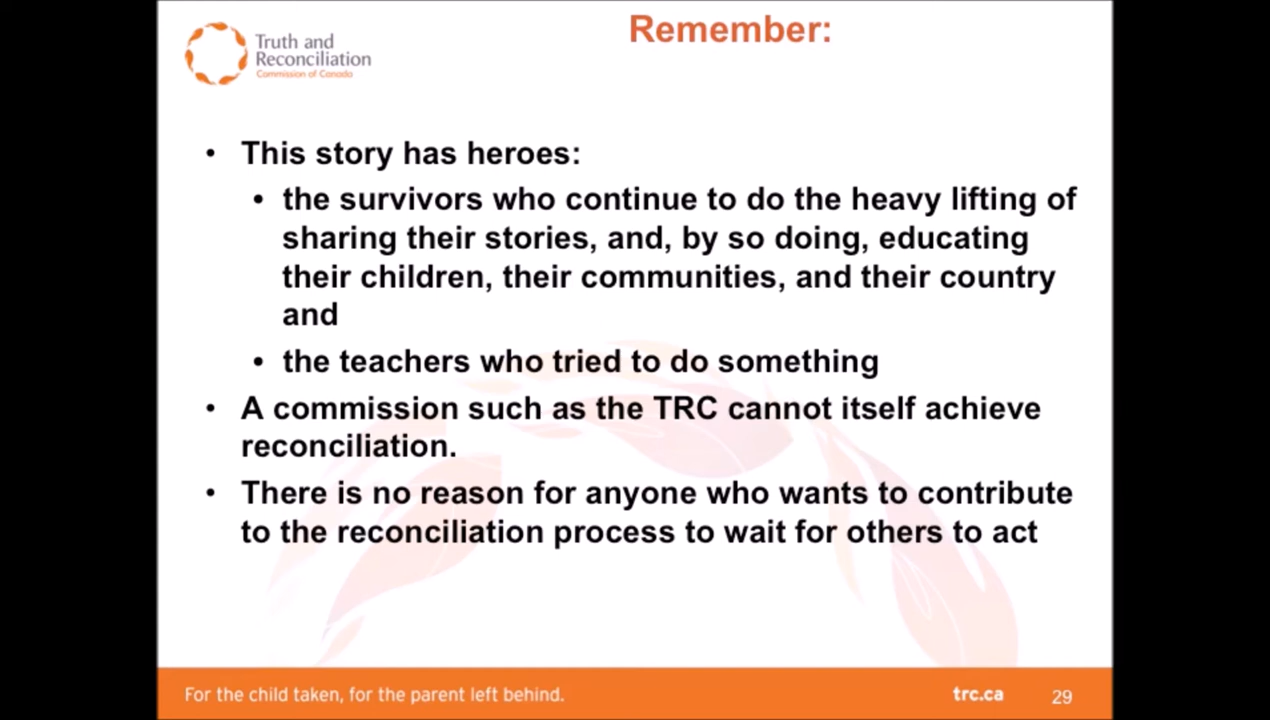 Remember:
Truth and
Reconciliation
Commission of Canada
• This story has heroes:
• the survivors who continue to do the heavy lifting of
sharing their stories, and, by so doing, educating
their children, their communities, and their country
and
• the teachers who tried to do something
• A commission such as the TRC cannot itself achieve
reconciliation.
• There is no reason for anyone who wants to contribute
to the reconciliation process to wait for others to act
For the child taken, for the parent left behind. trc.ca 29